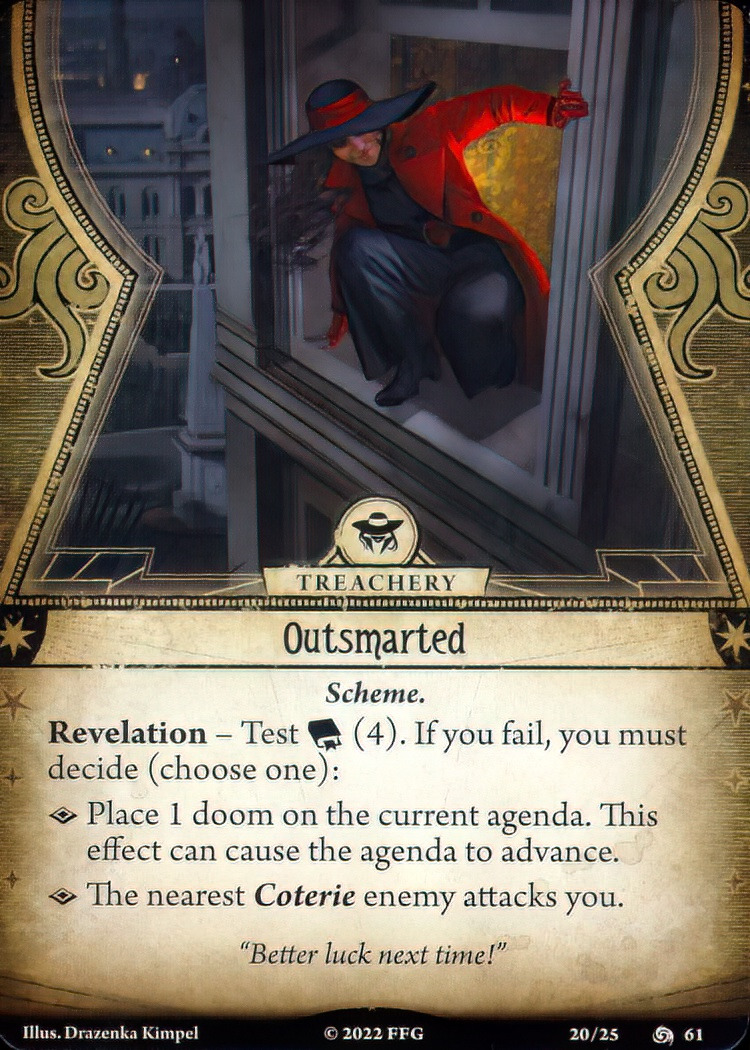 TREACHERY
Outsmarted
Scheme.
Revelation – Test (4). If you fail, you must
decide (choose one):
Place 1 doom on the current agenda. This
effect can cause the agenda to advance.
The nearest Coterie enemy attacks you.
“Better luck next time!”
Illus. Drazenka Kimpel © 2022 FFG 20/25 61